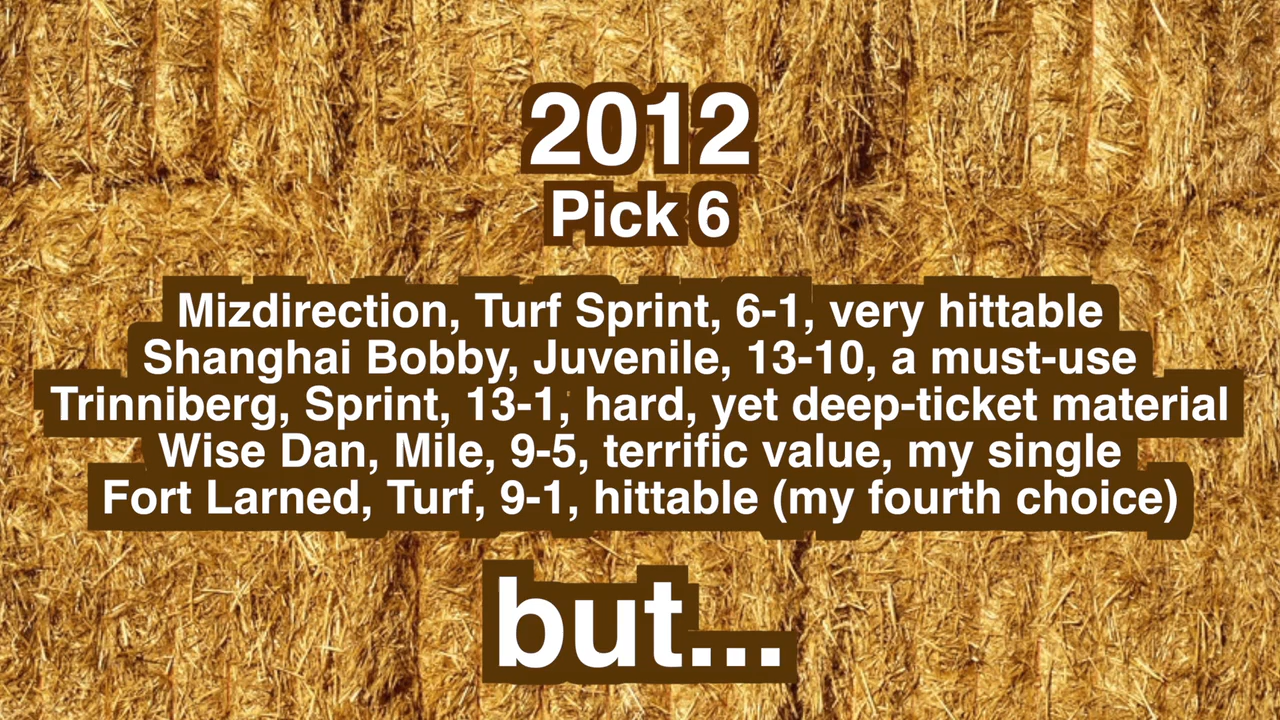 2012
Pick 6
Mizdirection, Turf Sprint, 6-1, very hittable
Shanghai Bobby, Juvenile, 13-10, a must-use
Trinniberg, Sprint, 13-1, hard, yet deep-ticket material
Wise Dan, Mile, 9-5, terrific value, my single
Fort Larned, Turf, 9-1, hittable (my fourth choice)
but...